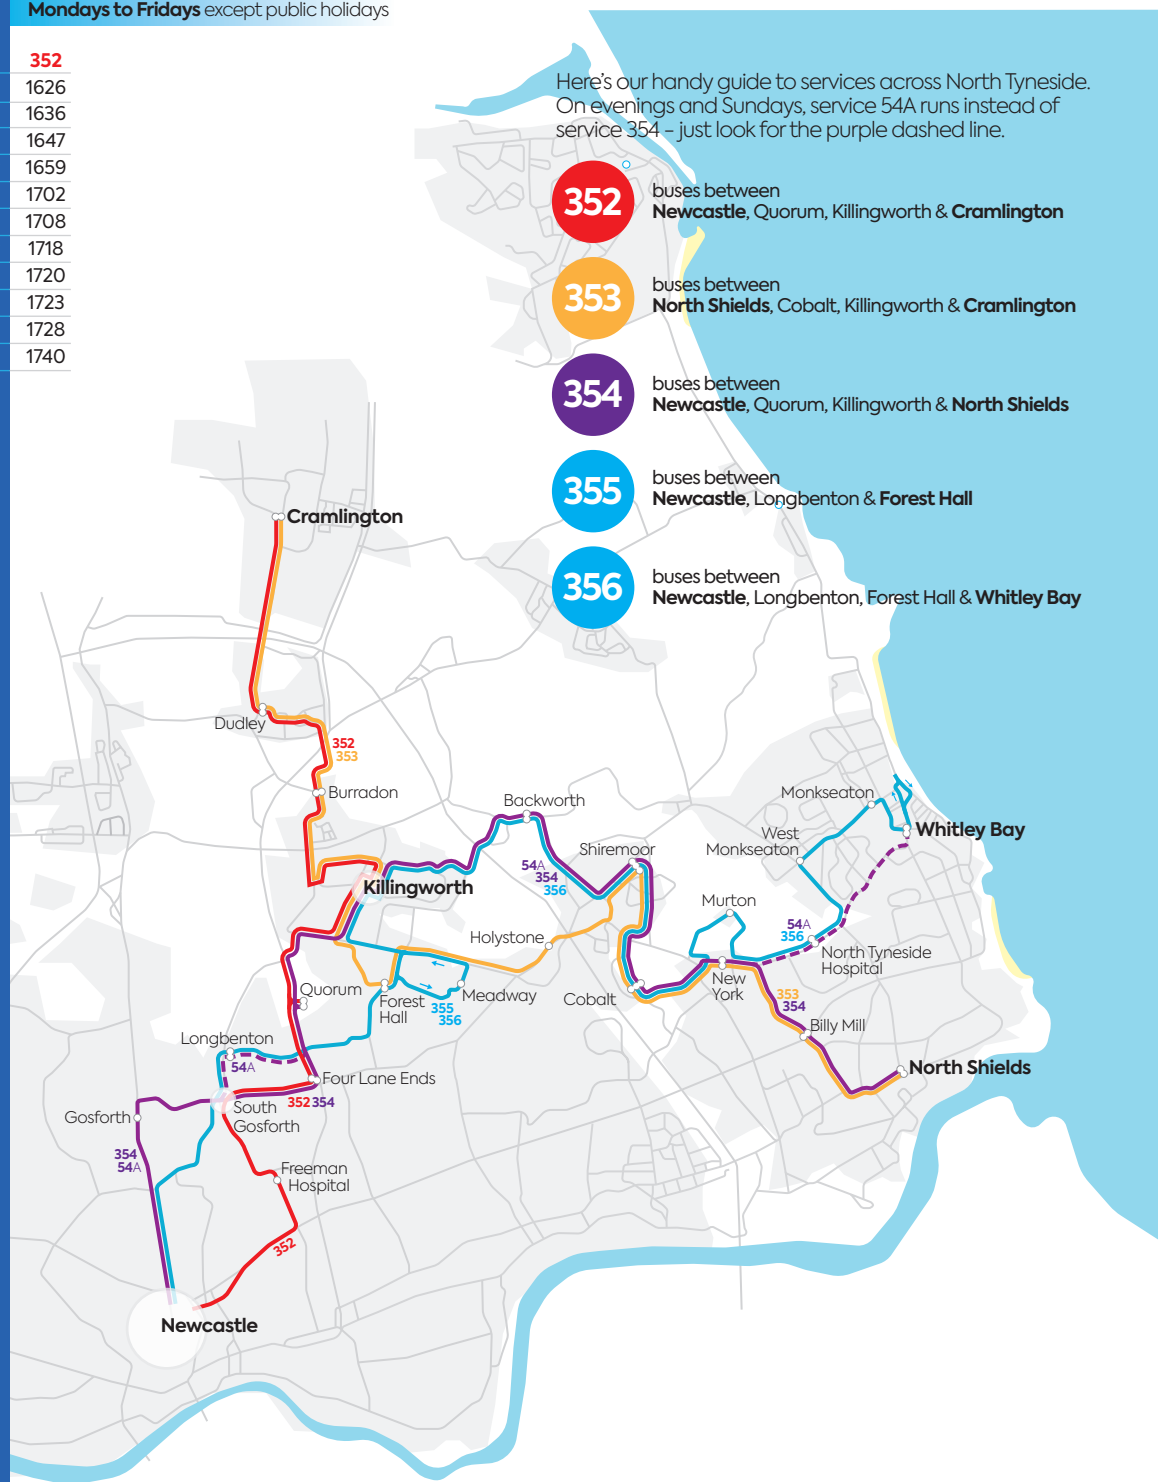 Mondays to Fridays except public holidays
352
1626
1636
1647
1659
1702
1708
1718
1720
1723
1728
1740
Here's our handy guide to services across North Tyneside.
On evenings and Sundays, service 54A runs instead of
service 354 - just look for the purple dashed line.
352
buses between
Newcastle, Quorum, Killingworth & Cramlington
353
buses between
North Shields, Cobalt, Killingworth & Cramlington
354
buses between
Newcastle, Quorum, Killingworth & North Shields
355
buses between
Newcastle, Longbenton & Forest Hall
356
buses between
Newcastle, Longbenton, Forest Hall & Whitley Bay
Cramlington
Dudley
352
353
Burradon
Backworth
Monkseaton
Whitley Bay
West
Monkseaton
Shiremoor
54A
354
356
Killingworth
Murton
54A
356
Holystone
North Tyneside
Hospital
New
York
Quorum
Forest
Hall
Meadway
355
356
Cobalt
353
354
Billy Mill
Longbenton
54A
North Shields
Four Lane Ends
352 354
South
Gosforth
Gosforth
354
54A
Freeman
Hospital
352
Newcastle